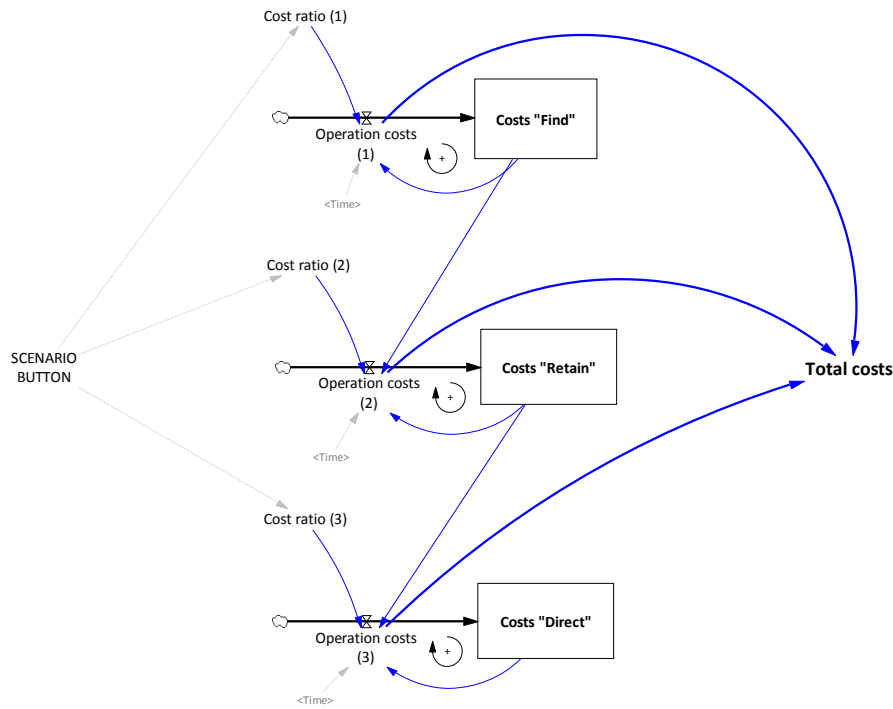 Cost ratio (1)
Costs "Find"
Operation costs
(1)
+
<Time>
Cost ratio (2)
SCENARIO
BUTTON
Costs "Retain"
Total costs
Operation costs
(2)
+
<Time>
Cost ratio (3)
Costs "Direct"
Operation costs
(3)
+
<Time>